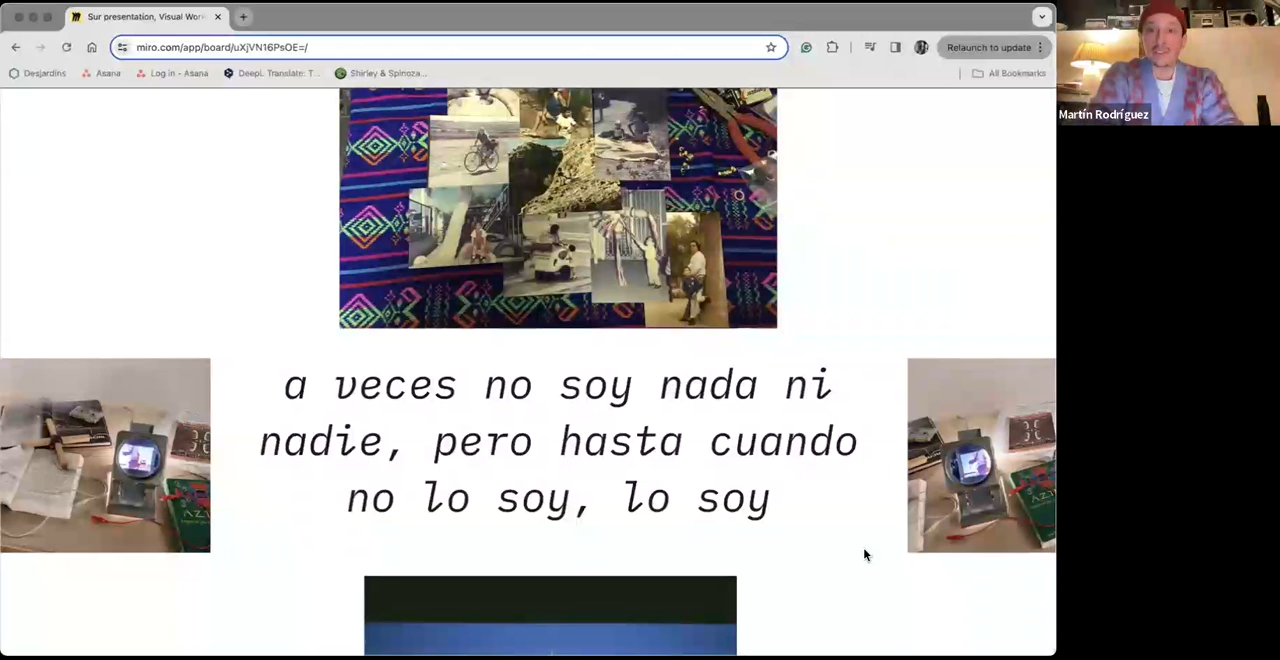 Sur presentation, Visual Work
miro.com/app/board/uXjVN16PsOE=/
Relaunch to update
Desjardins
Asana
Log in - Asana
DeepL Translate: T...
Shirley & Spinoza...
All Bookmarks
Martín Rodríguez
a veces no soy nada ni
nadie, pero hasta cuando
no lo soy, lo soy